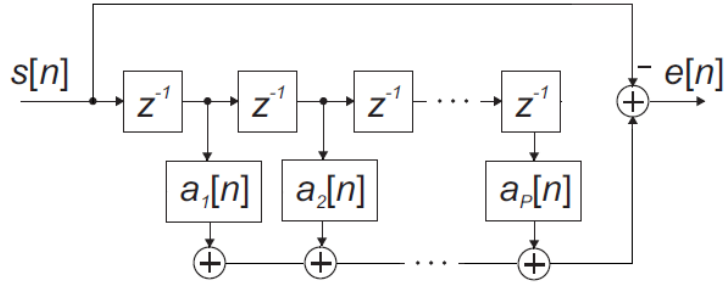 s[n]
− e[n]
z⁻¹ z⁻¹ z⁻¹ ··· z⁻¹
+
a₁[n] a₂[n] a_P[n]
+ + ··· +